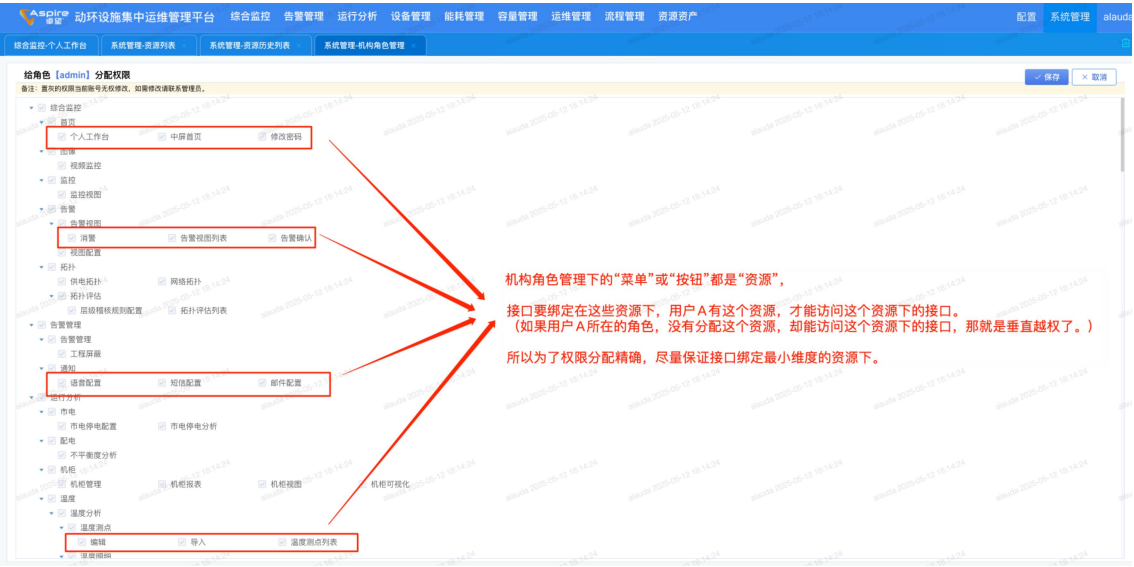 Aspire 卓望 动环设施集中运维管理平台 综合监控 告警管理 运行分析 设备管理 能耗管理 容量管理 运维管理 流程管理 资源资产 配置 系统管理 alauda
综合监控-个人工作台 系统管理-资源列表 系统管理-资源历史列表 系统管理-机构角色管理
给角色【admin】分配权限 保存 取消
备注：置灰的权限当前账号无权修改，如需修改请联系管理员。
综合监控
首页
个人工作台 中屏首页 修改密码
图像
视频监控
监控
监控视图
告警
告警视图
消警 告警视图列表 告警确认
视图配置
拓扑
供电拓扑 网络拓扑
拓扑评估
层级稽核规则配置 拓扑评估列表
告警管理
告警管理
工程屏蔽
通知
语音配置 短信配置 邮件配置
运行分析
市电
市电停电配置 市电停电分析
配电
不平衡度分析
机柜
机柜管理 机柜报表 机柜视图 机柜可视化
温度
温度分析
温度测点
编辑 导入 温度测点列表
温度明细
机构角色管理下的“菜单”或“按钮”都是“资源”，
接口要绑定在这些资源下，用户A有这个资源，才能访问这个资源下的接口。
（如果用户A所在的角色，没有分配这个资源，却能访问这个资源下的接口，那就是垂直越权了。）
所以为了权限分配精确，尽量保证接口绑定最小维度的资源下。
alauda 2025-05-12 18:14:24